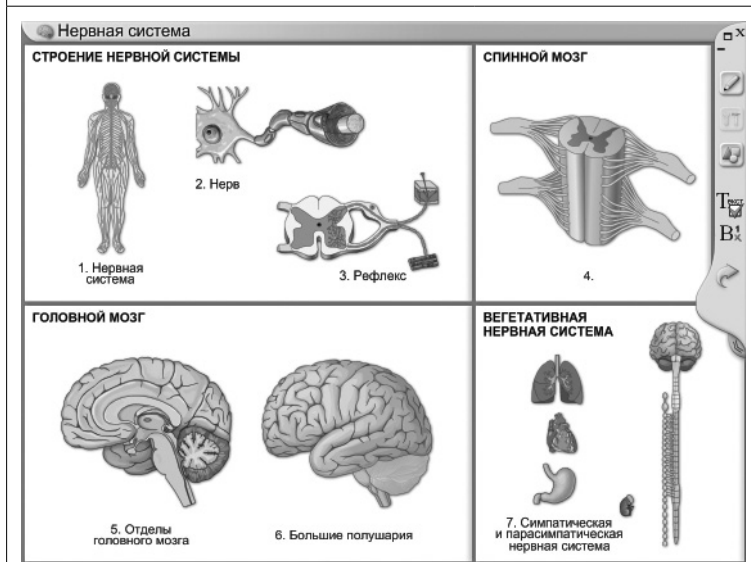 Нервная система
СТРОЕНИЕ НЕРВНОЙ СИСТЕМЫ
1. Нервная
система
2. Нерв
3. Рефлекс
СПИННОЙ МОЗГ
4.
ГОЛОВНОЙ МОЗГ
5. Отделы
головного мозга
6. Большие полушария
ВЕГЕТАТИВНАЯ
НЕРВНАЯ СИСТЕМА
7. Симпатическая
и парасимпатическая
нервная система